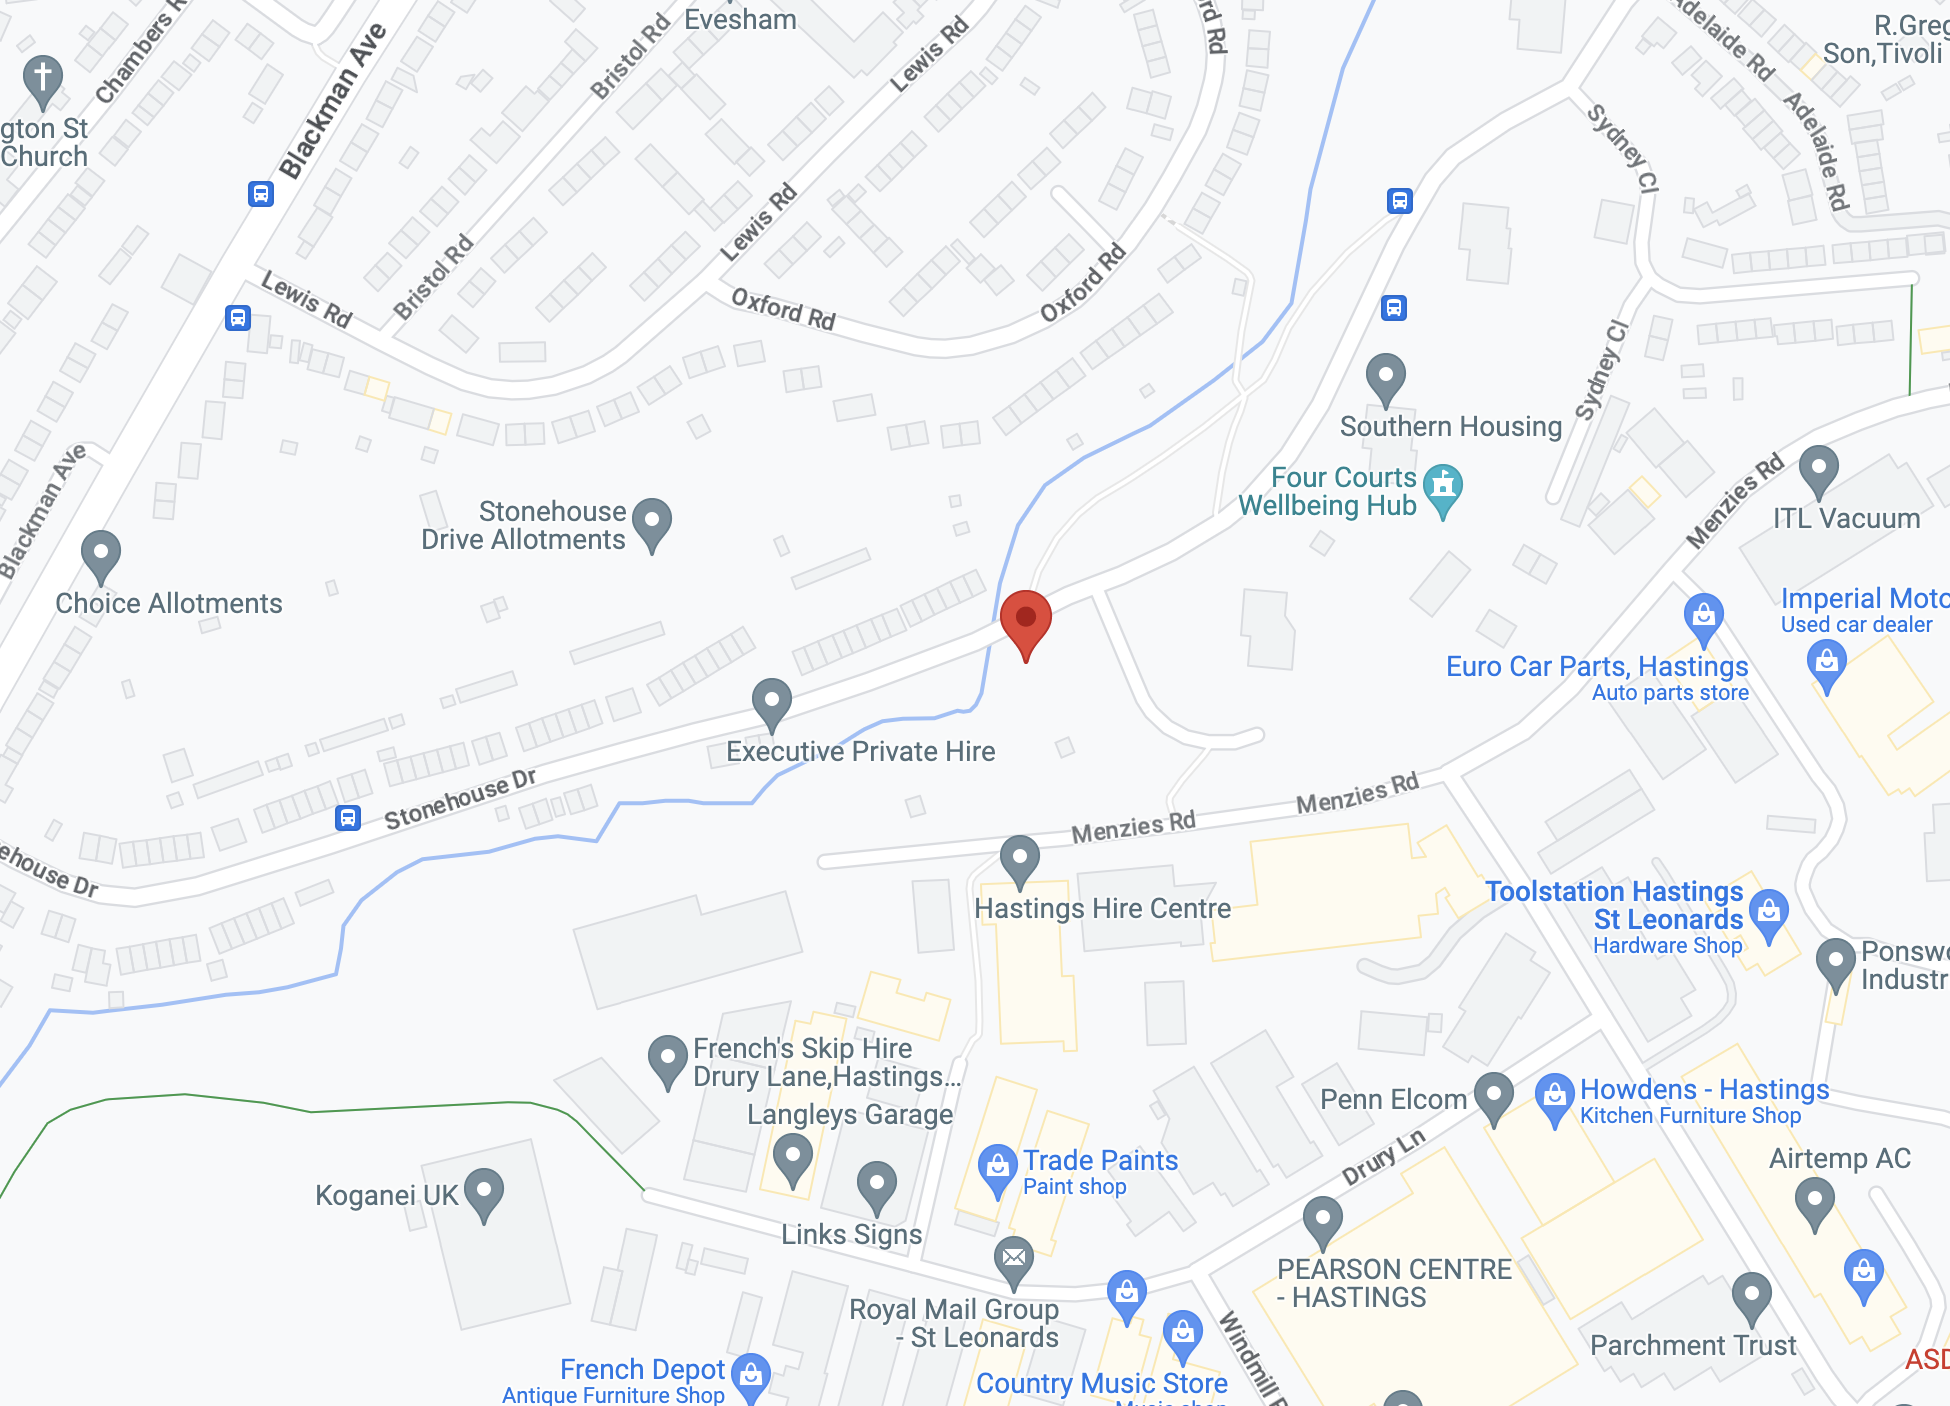 Evesham
R.Greg
Son,Tivoli
Chambers R
Blackman Ave
Bristol Rd
Lewis Rd
ord Rd
Adelaide Rd
Adelaide Rd
Sydney Cl
gton St
Church
Lewis Rd
Bristol Rd
Lewis Rd
Oxford Rd
Oxford Rd
Sydney Cl
Southern Housing
Four Courts
Wellbeing Hub
Menzies Rd
ITL Vacuum
Blackman Ave
Stonehouse
Drive Allotments
Choice Allotments
Imperial Moto
Used car dealer
Euro Car Parts, Hastings
Auto parts store
Executive Private Hire
Stonehouse Dr
ehouse Dr
Menzies Rd
Menzies Rd
Hastings Hire Centre
Toolstation Hastings
St Leonards
Hardware Shop
Ponswo
Industr
French's Skip Hire
Drury Lane,Hastings...
Langleys Garage
Penn Elcom
Howdens - Hastings
Kitchen Furniture Shop
Drury Ln
Airtemp AC
Trade Paints
Paint shop
Koganei UK
Links Signs
PEARSON CENTRE
- HASTINGS
Royal Mail Group
- St Leonards
Windmill R
Parchment Trust
ASD
French Depot
Antique Furniture Shop
Country Music Store
Music shop